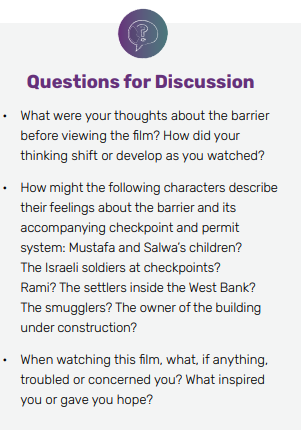 Questions for Discussion
• What were your thoughts about the barrier
before viewing the film? How did your
thinking shift or develop as you watched?
• How might the following characters describe
their feelings about the barrier and its
accompanying checkpoint and permit
system: Mustafa and Salwa's children?
The Israeli soldiers at checkpoints?
Rami? The settlers inside the West Bank?
The smugglers? The owner of the building
under construction?
• When watching this film, what, if anything,
troubled or concerned you? What inspired
you or gave you hope?